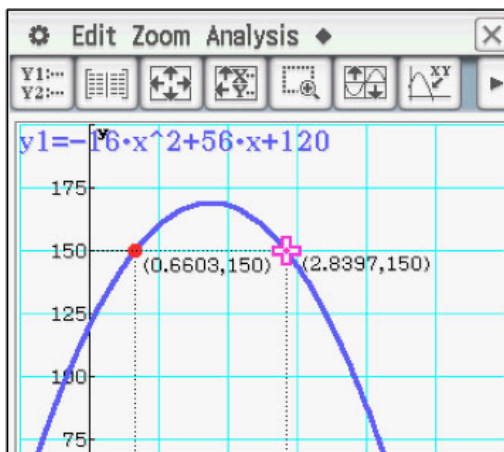 Edit Zoom Analysis ◆
Y1:···
Y2:···
X··
Y··
XY
y1=-16·x^2+56·x+120
y
175
150
(0.6603,150) (2.8397,150)
125
100
75